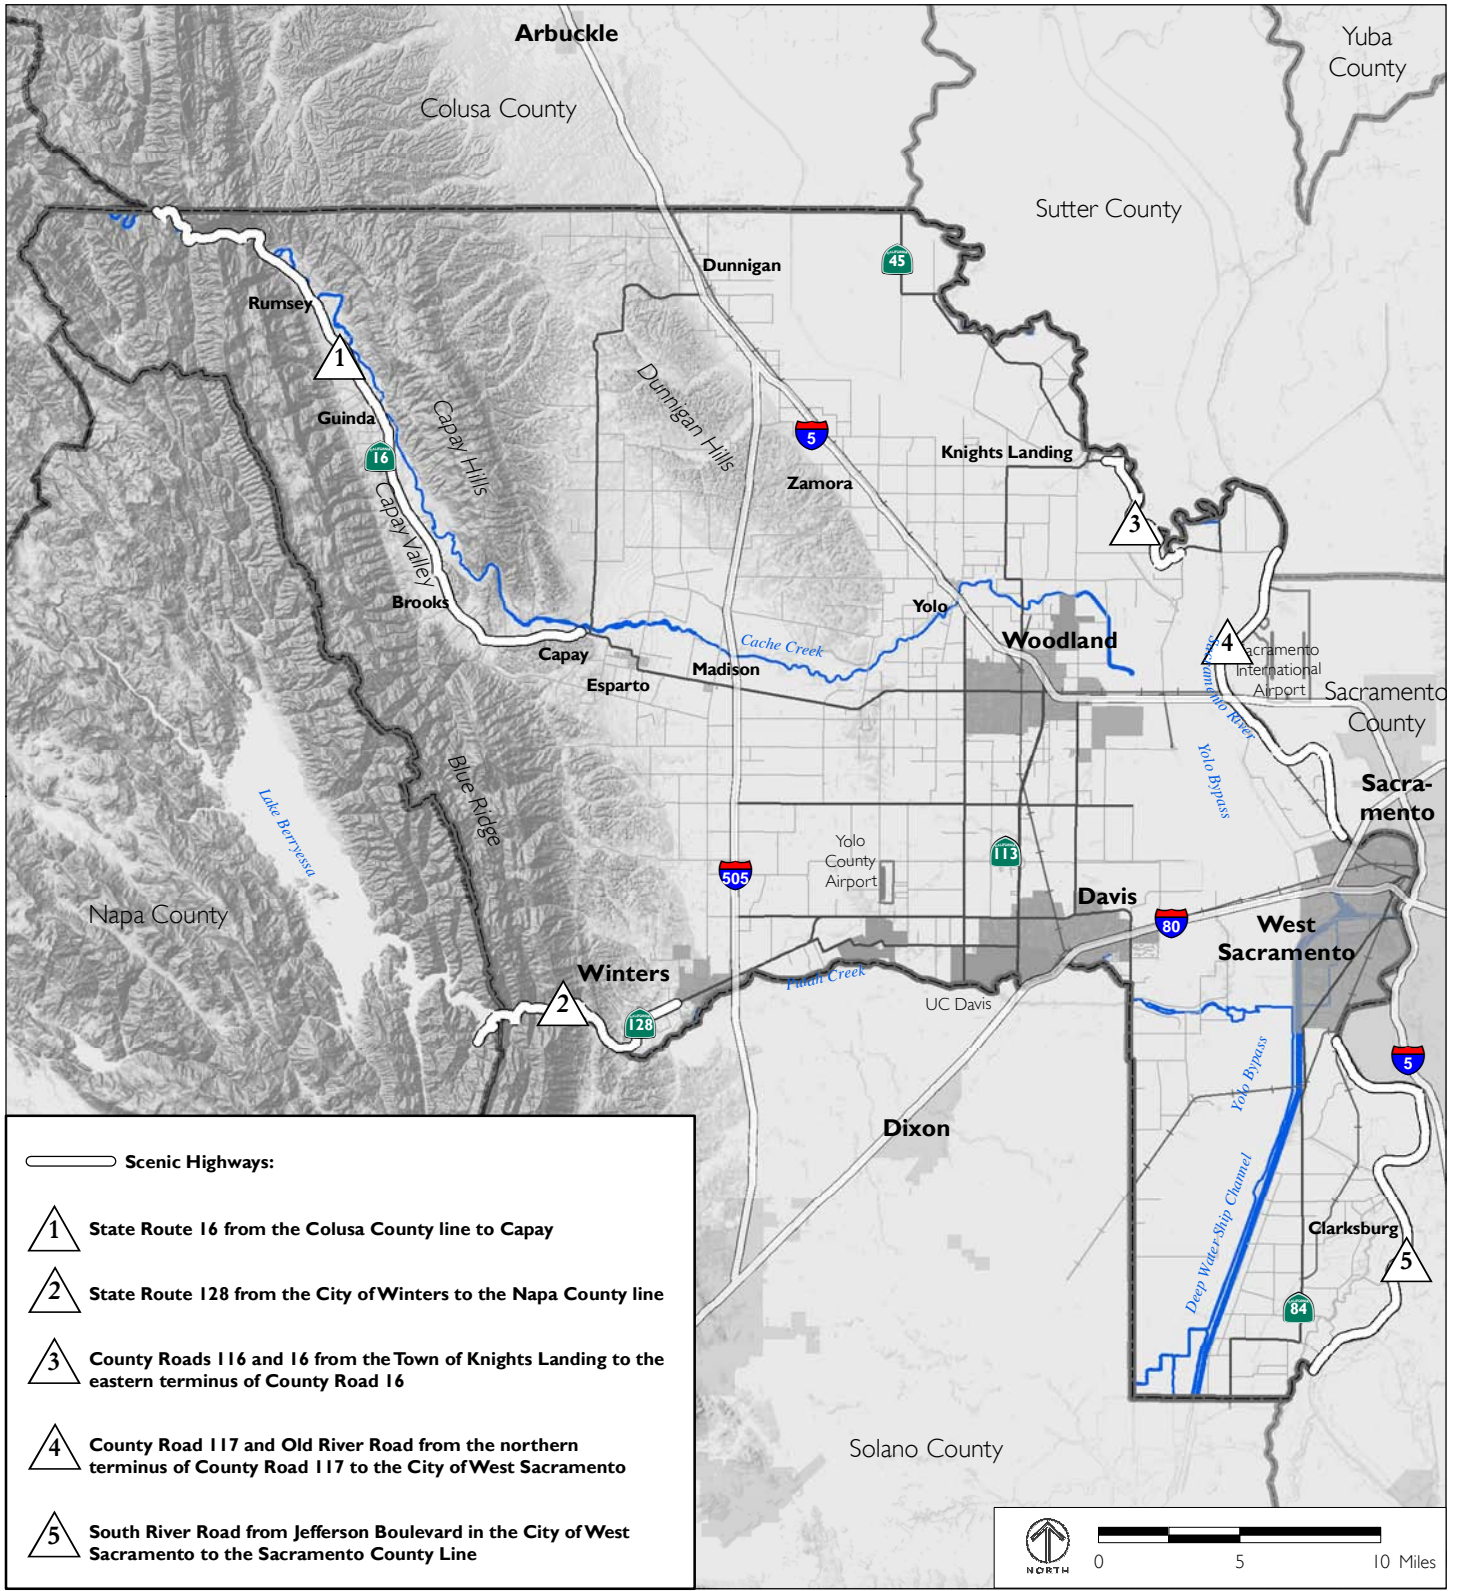 Arbuckle
Yuba
County
Colusa County
Sutter County
CALIFORNIA
45
Dunnigan
Rumsey
1
Dunnigan Hills
Capay Hills
Guinda
CALIFORNIA
16
5
Zamora
Knights Landing
3
Capay Valley
Brooks
Yolo
Cache Creek
Woodland
4
Sacramento
International
Airport
Sacramento River
Sacramento
County
Capay
Esparto
Madison
Yolo Bypass
Blue Ridge
Lake Berryessa
Sacra-
mento
Yolo
County
Airport
CALIFORNIA
113
505
Davis
80
Napa County
West
Sacramento
Winters
2
CALIFORNIA
128
Putah Creek
UC Davis
Yolo Bypass
5
Dixon
Deep Water Ship Channel
Clarksburg
5
CALIFORNIA
84
Solano County
Scenic Highways:
1 State Route 16 from the Colusa County line to Capay
2 State Route 128 from the City of Winters to the Napa County line
3 County Roads 116 and 16 from the Town of Knights Landing to the
eastern terminus of County Road 16
4 County Road 117 and Old River Road from the northern
terminus of County Road 117 to the City of West Sacramento
5 South River Road from Jefferson Boulevard in the City of West
Sacramento to the Sacramento County Line
NORTH
0 5 10 Miles